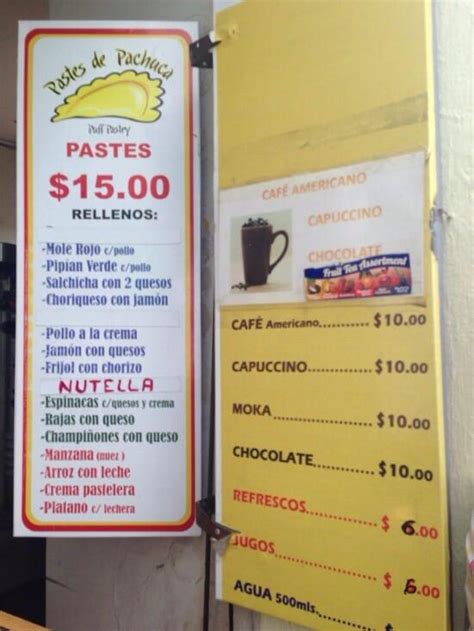 Pastes de Pachuca
Puff Pastry
PASTES
$15.00
RELLENOS:
-Mole Rojo c/pollo
-Pipian Verde c/pollo
-Salchicha con 2 quesos
-Choriqueso con jamón
-Pollo a la crema
-Jamón con quesos
-Frijol con chorizo
NUTELLA
-Espinacas c/quesos y crema
-Rajas con queso
-Champiñones con queso
-Manzana (nuez)
-Arroz con leche
-Crema pastelera
-Platano c/ lechera
CAFÉ AMERICANO
CAPUCCINO
CHOCOLATE
Fruit Tea Assortment
CAFÈ Americano.... $10.00
CAPUCCINO............ $10.00
MOKA ..................... $10.00
CHOCOLATE............ $10.00
REFRESCOS............. $ 6.00
JUGOS.................... $ 6.00
AGUA 500mls.